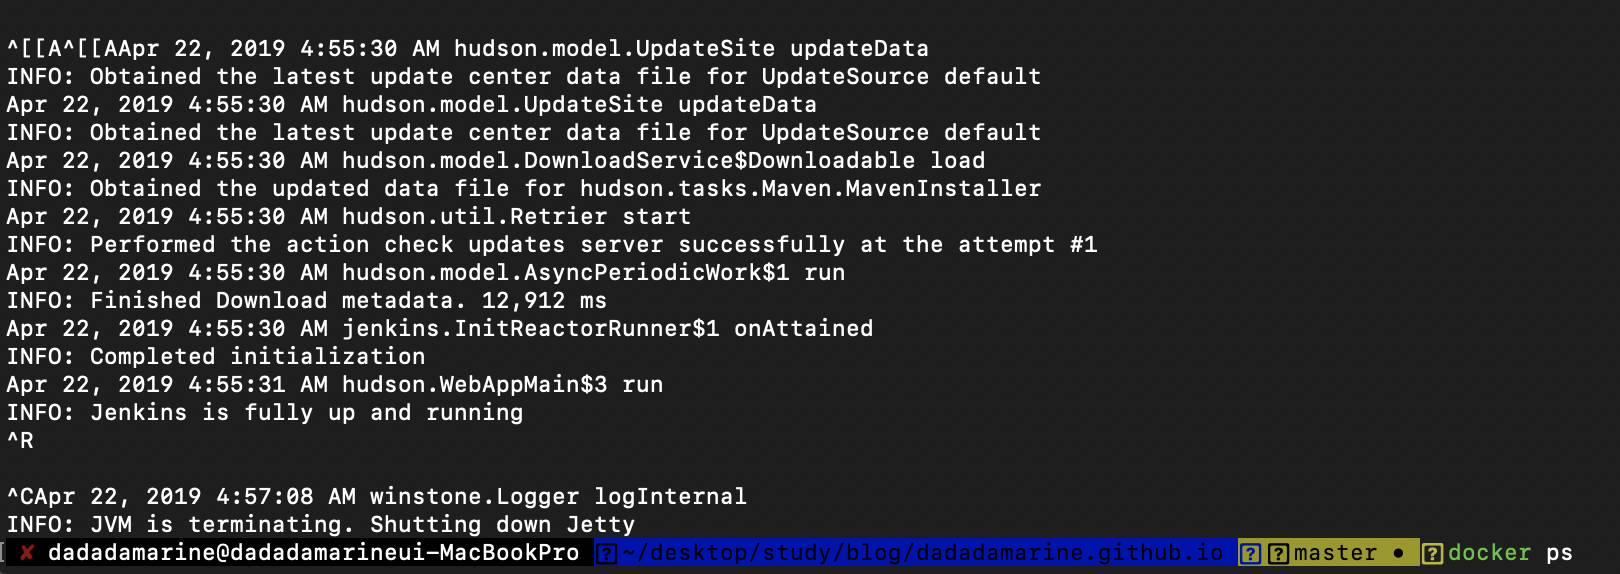 ^[[A^[[AApr 22, 2019 4:55:30 AM hudson.model.UpdateSite updateData
INFO: Obtained the latest update center data file for UpdateSource default
Apr 22, 2019 4:55:30 AM hudson.model.UpdateSite updateData
INFO: Obtained the latest update center data file for UpdateSource default
Apr 22, 2019 4:55:30 AM hudson.model.DownloadService$Downloadable load
INFO: Obtained the updated data file for hudson.tasks.Maven.MavenInstaller
Apr 22, 2019 4:55:30 AM hudson.util.Retrier start
INFO: Performed the action check updates server successfully at the attempt #1
Apr 22, 2019 4:55:30 AM hudson.model.AsyncPeriodicWork$1 run
INFO: Finished Download metadata. 12,912 ms
Apr 22, 2019 4:55:30 AM jenkins.InitReactorRunner$1 onAttained
INFO: Completed initialization
Apr 22, 2019 4:55:31 AM hudson.WebAppMain$3 run
INFO: Jenkins is fully up and running
^R
^CApr 22, 2019 4:57:08 AM winstone.Logger logInternal
INFO: JVM is terminating. Shutting down Jetty
[ ✘ dadadamarine@dadadamarineui-MacBookPro ⍰ ~/desktop/study/blog/dadadamarine.github.io ⍰ ⍰ master ● ⍰ docker ps